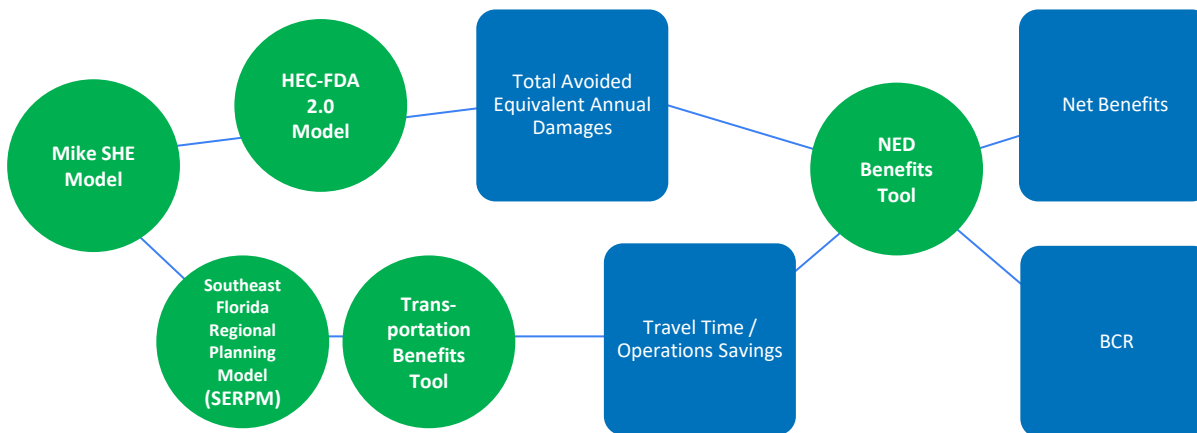 Mike SHE
Model
HEC-FDA
2.0
Model
Total Avoided
Equivalent Annual
Damages
NED
Benefits
Tool
Net Benefits
Southeast
Florida
Regional
Planning
Model
(SERPM)
Trans-
portation
Benefits
Tool
Travel Time /
Operations Savings
BCR